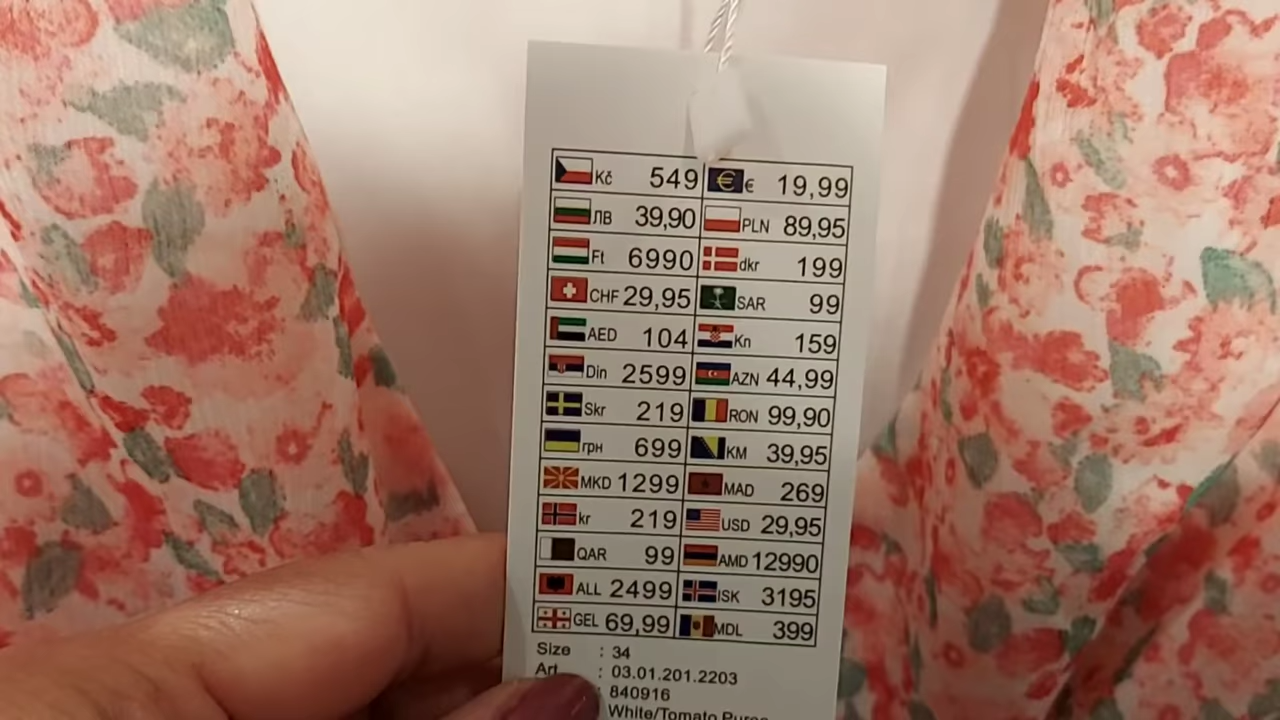 Kč 549 € 19,99
ЛВ 39,90 PLN 89,95
Ft 6990 dkr 199
CHF 29,95 SAR 99
AED 104 Kn 159
Din 2599 AZN 44,99
Skr 219 RON 99,90
грн 699 KM 39,95
MKD 1299 MAD 269
kr 219 USD 29,95
QAR 99 AMD 12990
ALL 2499 ISK 3195
GEL 69,99 MDL 399
Size : 34
Art : 03.01.201.2203
: 840916
White/Tomato Puree